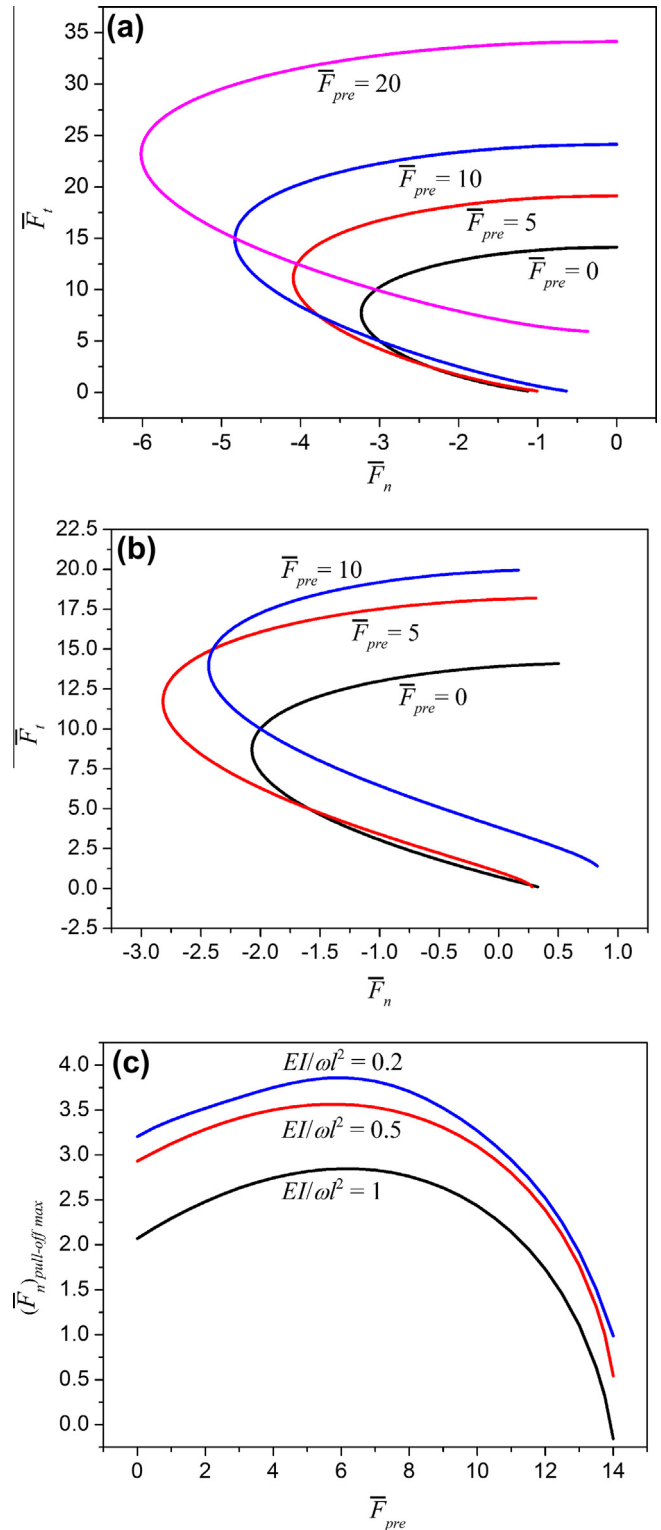 (a)
35
30
25
20
15
10
5
0
F̅t
F̅pre = 20
F̅pre = 10
F̅pre = 5
F̅pre = 0
-6 -5 -4 -3 -2 -1 0
F̅n
(b)
22.5
20.0
17.5
15.0
12.5
10.0
7.5
5.0
2.5
0.0
-2.5
F̅t
F̅pre = 10
F̅pre = 5
F̅pre = 0
-3.0 -2.5 -2.0 -1.5 -1.0 -0.5 0.0 0.5 1.0
F̅n
(c)
4.0
3.5
3.0
2.5
2.0
1.5
1.0
0.5
0.0
(F̅n)pull-off max
EI/ωl² = 0.2
EI/ωl² = 0.5
EI/ωl² = 1
0 2 4 6 8 10 12 14
F̅pre